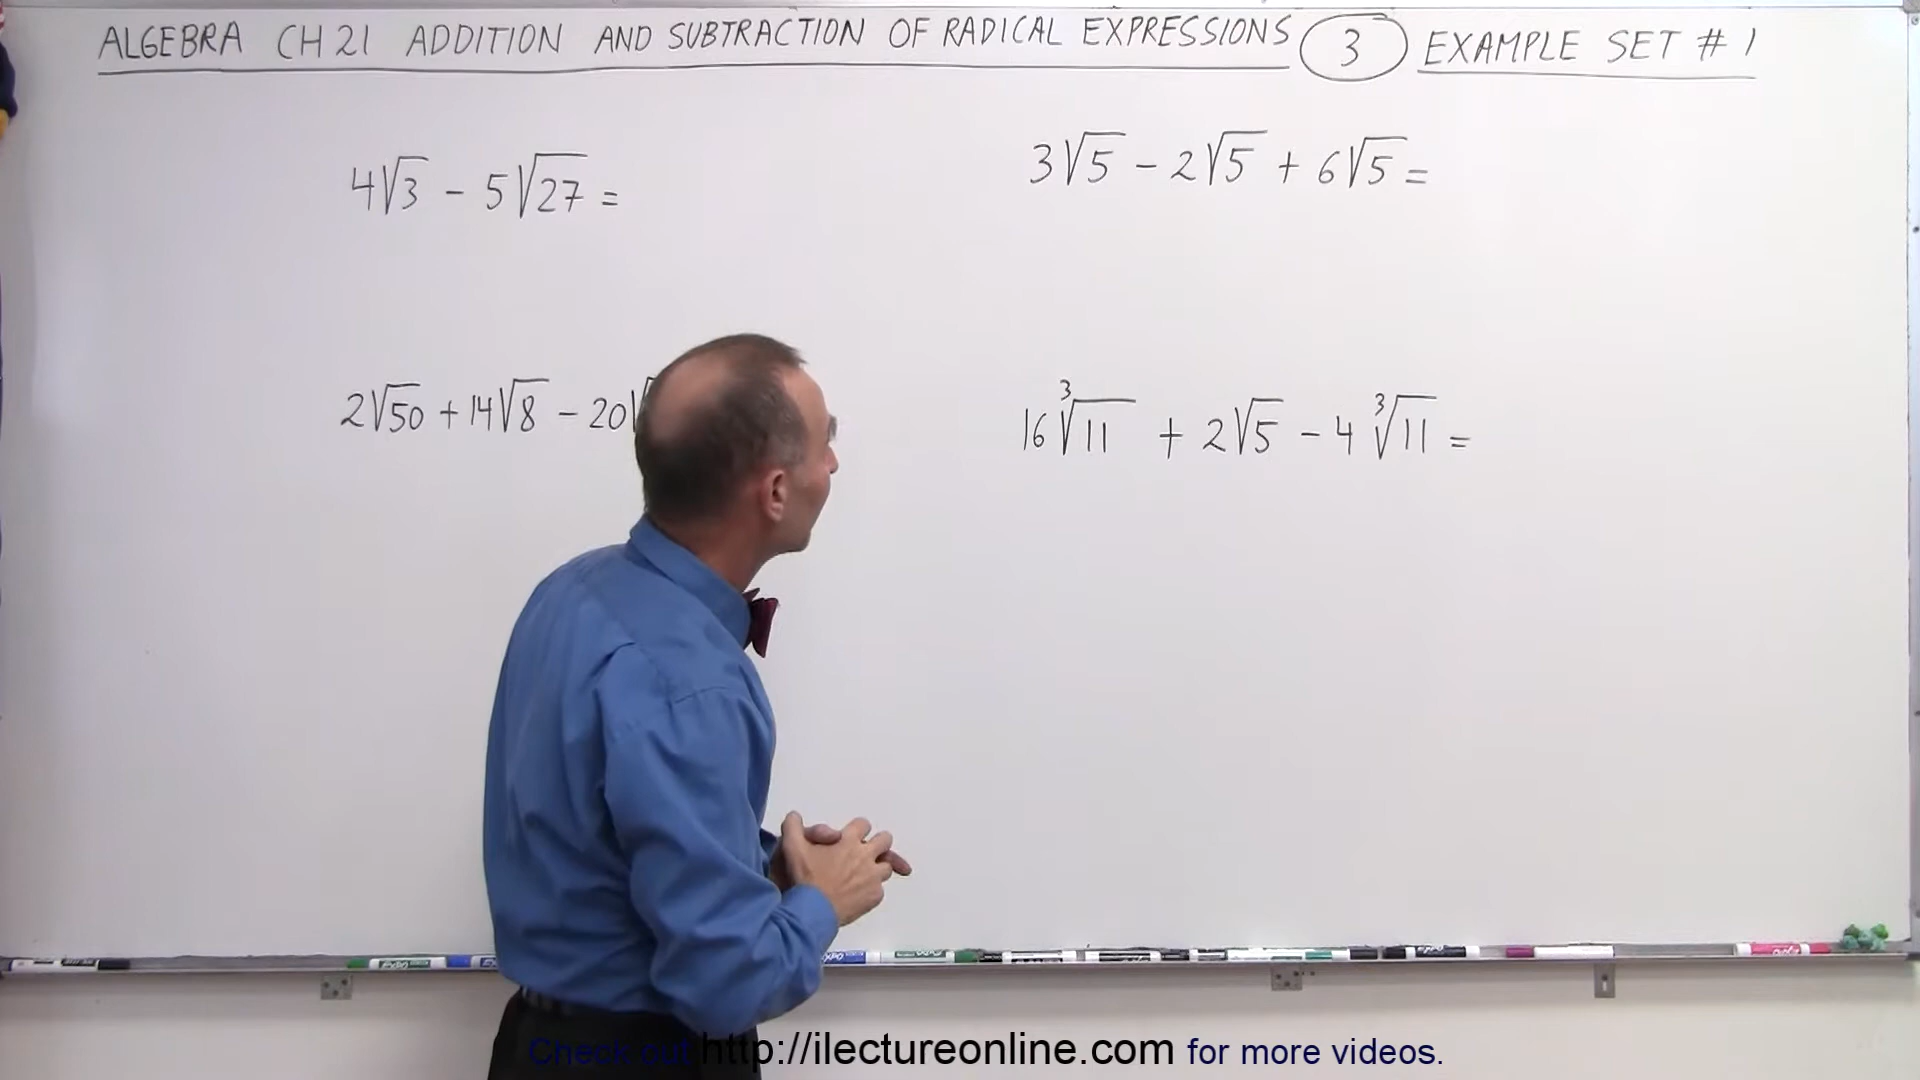 ALGEBRA CH 21 ADDITION AND SUBTRACTION OF RADICAL EXPRESSIONS 3 EXAMPLE SET # 1
4√3 - 5√27 =
3√5 - 2√5 + 6√5 =
2√50 + 14√8 - 20√
16∛11 + 2√5 - 4∛11 =
Check out http://ilectureonline.com for more videos.